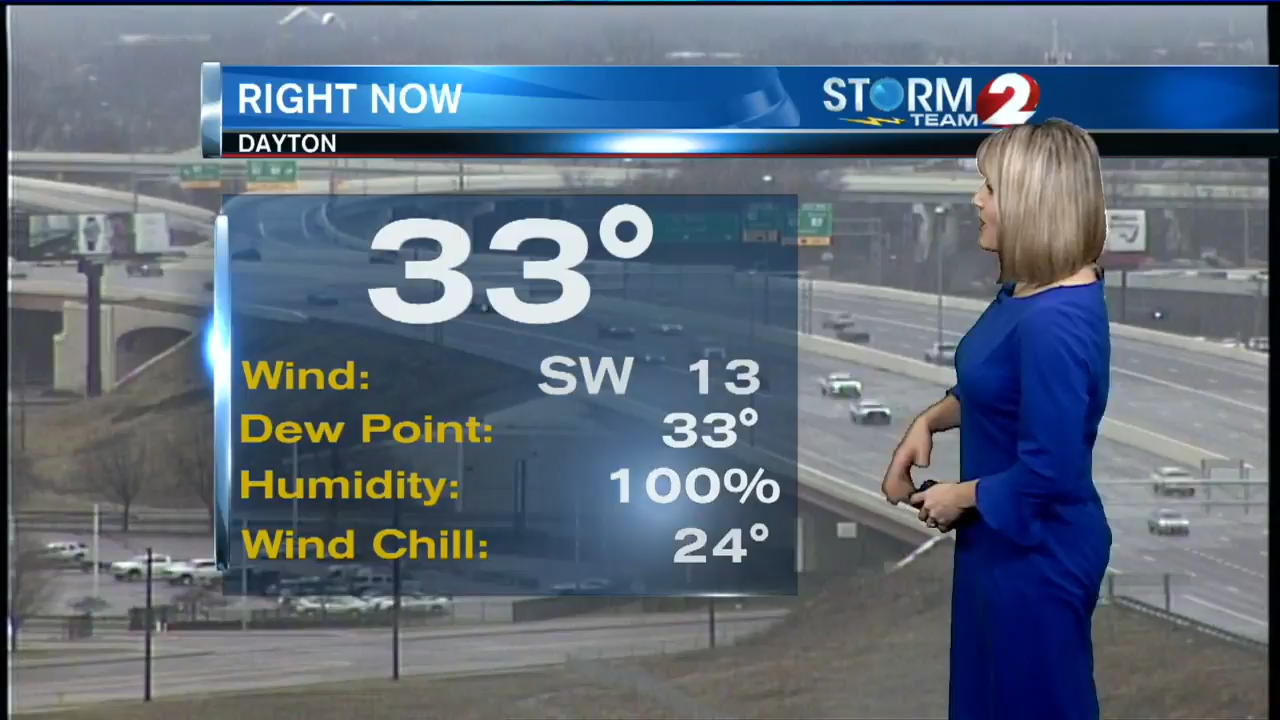 RIGHT NOW
STORM TEAM 2
DAYTON
33°
Wind: SW 13
Dew Point: 33°
Humidity: 100%
Wind Chill: 24°